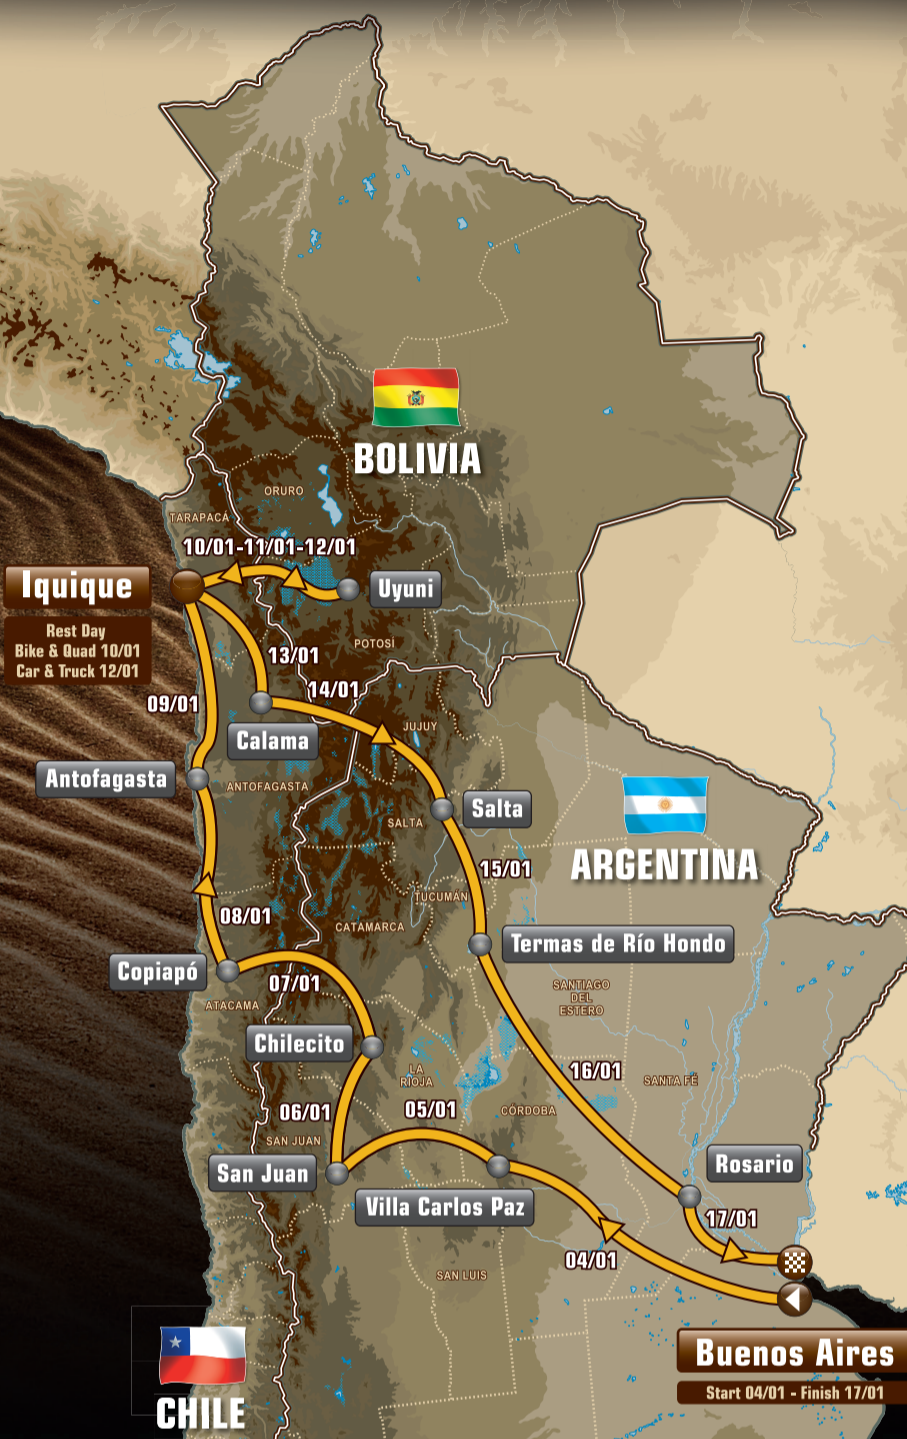 BOLIVIA
ORURO
TARAPACÁ
10/01-11/01-12/01
Iquique
Uyuni
Rest Day
Bike & Quad 10/01
Car & Truck 12/01
POTOSÍ
13/01
14/01
09/01
JUJUY
Calama
Antofagasta
ANTOFAGASTA
Salta
SALTA
ARGENTINA
15/01
TUCUMÁN
08/01
CATAMARCA
Termas de Río Hondo
Copiapó
07/01
SANTIAGO
DEL
ESTERO
ATACAMA
Chilecito
LA
RIOJA
16/01
SANTA FÉ
06/01
05/01
CÓRDOBA
SAN JUAN
San Juan
Rosario
Villa Carlos Paz
17/01
04/01
SAN LUIS
Buenos Aires
Start 04/01 - Finish 17/01
CHILE